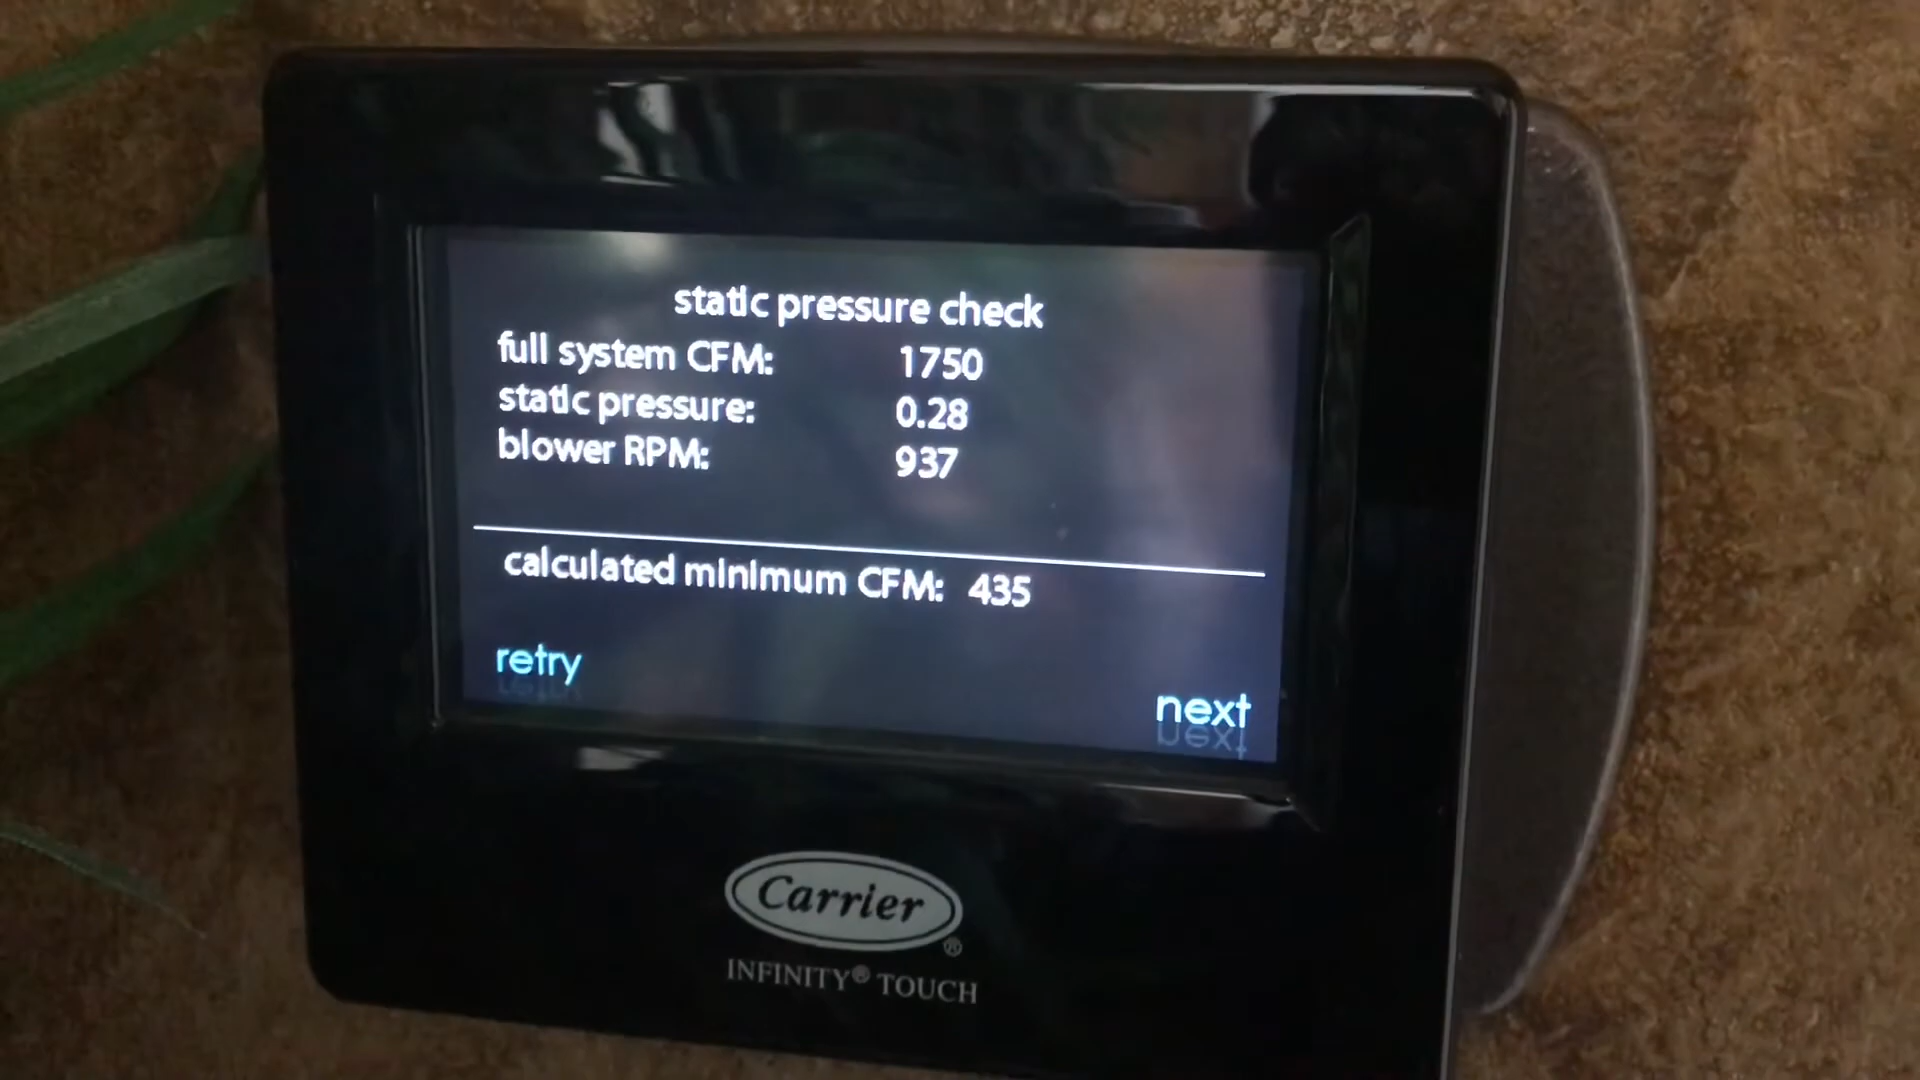 static pressure check
full system CFM: 1750
static pressure: 0.28
blower RPM: 937
calculated minimum CFM: 435
retry
next
Carrier
®
INFINITY® TOUCH